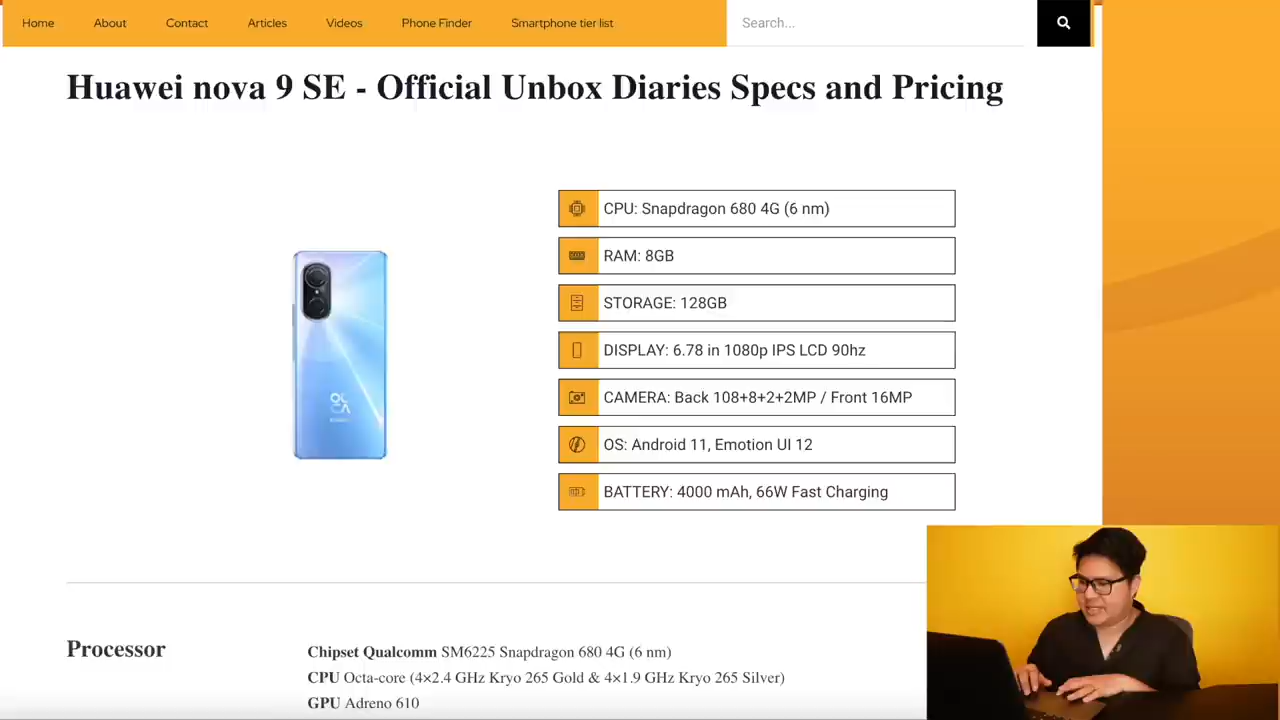 Home About Contact Articles Videos Phone Finder Smartphone tier list Search...
Huawei nova 9 SE - Official Unbox Diaries Specs and Pricing
CPU: Snapdragon 680 4G (6 nm)
RAM: 8GB
STORAGE: 128GB
DISPLAY: 6.78 in 1080p IPS LCD 90hz
CAMERA: Back 108+8+2+2MP / Front 16MP
OS: Android 11, Emotion UI 12
BATTERY: 4000 mAh, 66W Fast Charging
Processor
Chipset Qualcomm SM6225 Snapdragon 680 4G (6 nm)
CPU Octa-core (4×2.4 GHz Kryo 265 Gold & 4×1.9 GHz Kryo 265 Silver)
GPU Adreno 610